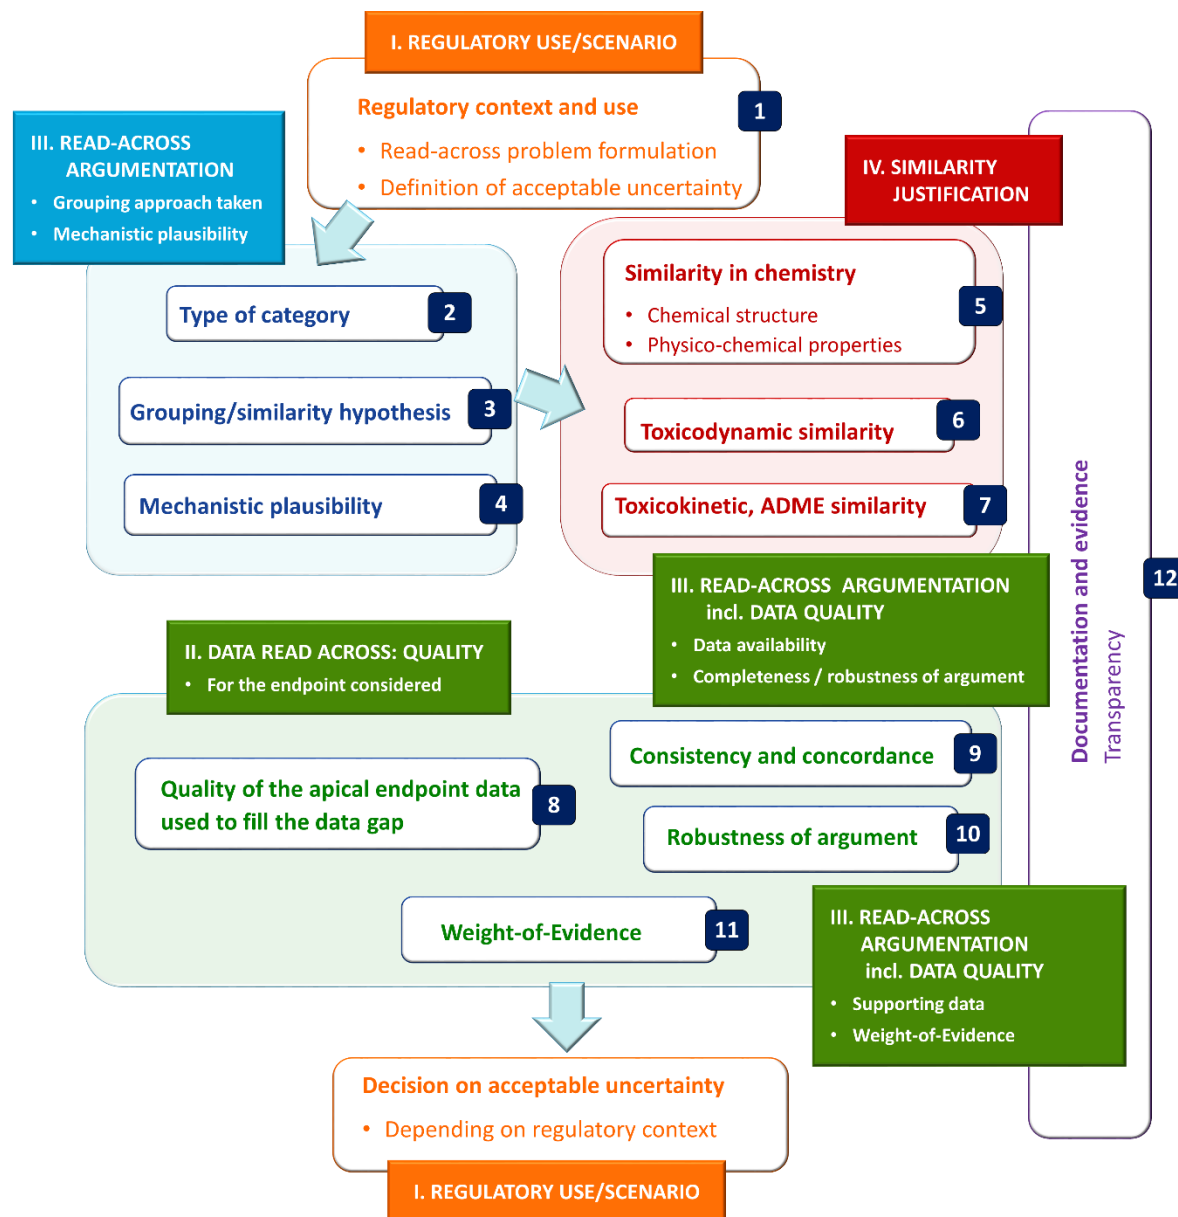 I. REGULATORY USE/SCENARIO
Regulatory context and use
1
• Read-across problem formulation
• Definition of acceptable uncertainty
III. READ-ACROSS
ARGUMENTATION
• Grouping approach taken
• Mechanistic plausibility
IV. SIMILARITY
JUSTIFICATION
Type of category
2
Grouping/similarity hypothesis
3
Mechanistic plausibility
4
Similarity in chemistry
5
• Chemical structure
• Physico-chemical properties
Toxicodynamic similarity
6
Toxicokinetic, ADME similarity
7
III. READ-ACROSS ARGUMENTATION
incl. DATA QUALITY
• Data availability
• Completeness / robustness of argument
Documentation and evidence
Transparency
12
II. DATA READ ACROSS: QUALITY
• For the endpoint considered
Quality of the apical endpoint data
used to fill the data gap
8
Consistency and concordance
9
Robustness of argument
10
Weight-of-Evidence
11
III. READ-ACROSS
ARGUMENTATION
incl. DATA QUALITY
• Supporting data
• Weight-of-Evidence
Decision on acceptable uncertainty
• Depending on regulatory context
I. REGULATORY USE/SCENARIO